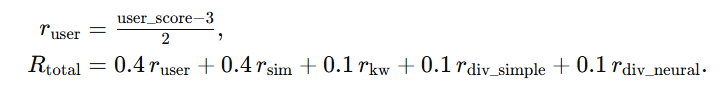 r_user = (user_score−3)/2,
R_total = 0.4 r_user + 0.4 r_sim + 0.1 r_kw + 0.1 r_div_simple + 0.1 r_div_neural.